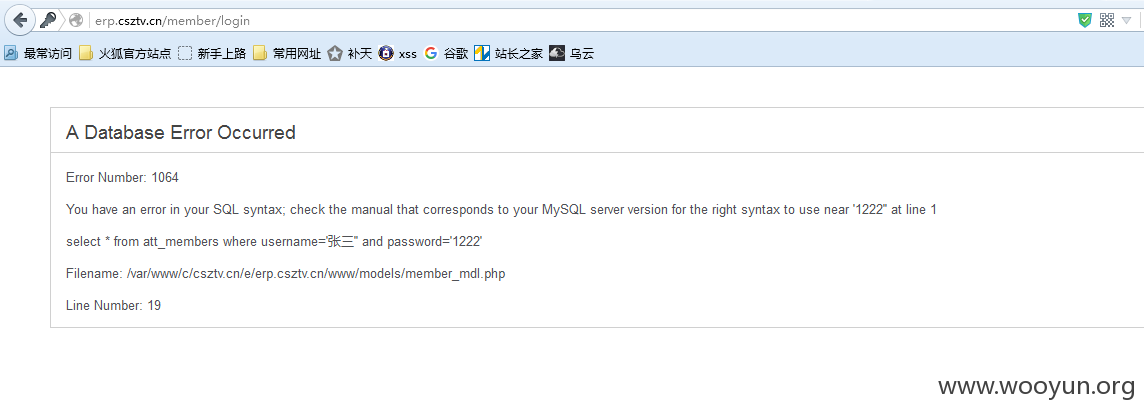 erp.csztv.cn/member/login
最常访问 火狐官方站点 新手上路 常用网址 补天 xss 谷歌 站长之家 乌云
A Database Error Occurred
Error Number: 1064
You have an error in your SQL syntax; check the manual that corresponds to your MySQL server version for the right syntax to use near '1222'' at line 1
select * from att_members where username='张三'' and password='1222'
Filename: /var/www/c/csztv.cn/e/erp.csztv.cn/www/models/member_mdl.php
Line Number: 19
www.wooyun.org